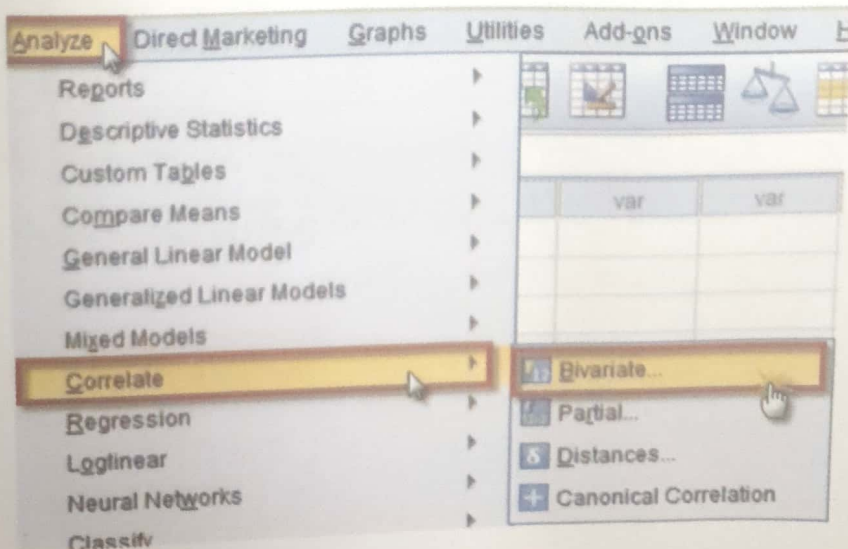 Analyze Direct Marketing Graphs Utilities Add-ons Window
Reports
Descriptive Statistics
Custom Tables
Compare Means
General Linear Model
Generalized Linear Models
Mixed Models
Correlate
Regression
Loglinear
Neural Networks
Classify
var var
Bivariate...
Partial...
Distances...
Canonical Correlation